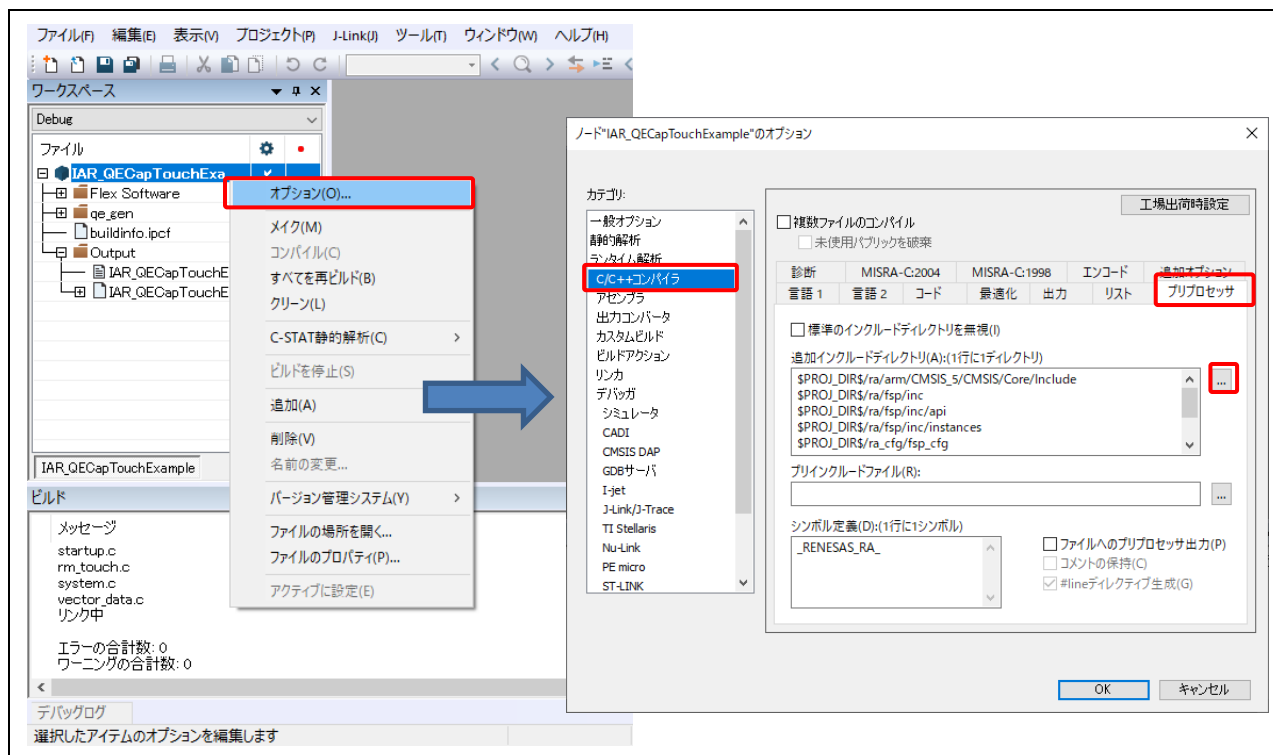 ファイル(F) 編集(E) 表示(V) プロジェクト(P) J-Link(J) ツール(T) ウィンドウ(W) ヘルプ(H)
ワークスペース
Debug
ファイル
IAR_QECapTouchExa
Flex Software
qe_gen
buildinfo.ipcf
Output
IAR_QECapTouchE
IAR_QECapTouchE
IAR_QECapTouchExample
オプション(O)...
メイク(M)
コンパイル(C)
すべてを再ビルド(B)
クリーン(L)
C-STAT静的解析(C)
ビルドを停止(S)
追加(A)
削除(V)
名前の変更...
バージョン管理システム(Y)
ファイルの場所を開く...
ファイルのプロパティ(P)...
アクティブに設定(E)
ビルド
メッセージ
startup.c
rm_touch.c
system.c
vector_data.c
リンク中
エラーの合計数: 0
ワーニングの合計数: 0
デバッグログ
選択したアイテムのオプションを編集します
ノード"IAR_QECapTouchExample"のオプション
カテゴリ:
一般オプション
静的解析
ランタイム解析
C/C++コンパイラ
アセンブラ
出力コンバータ
カスタムビルド
ビルドアクション
リンカ
デバッガ
シミュレータ
CADI
CMSIS DAP
GDBサーバ
I-jet
J-Link/J-Trace
TI Stellaris
Nu-Link
PE micro
ST-LINK
工場出荷時設定
複数ファイルのコンパイル
未使用パブリックを破棄
診断 MISRA-C:2004 MISRA-C:1998 エンコード 追加オプション
言語 1 言語 2 コード 最適化 出力 リスト プリプロセッサ
標準のインクルードディレクトリを無視(I)
追加インクルードディレクトリ(A):(1行に1ディレクトリ)
$PROJ_DIR$/ra/arm/CMSIS_5/CMSIS/Core/Include
$PROJ_DIR$/ra/fsp/inc
$PROJ_DIR$/ra/fsp/inc/api
$PROJ_DIR$/ra/fsp/inc/instances
$PROJ_DIR$/ra_cfg/fsp_cfg
...
プリインクルードファイル(R):
...
シンボル定義(D):(1行に1シンボル)
_RENESAS_RA_
ファイルへのプリプロセッサ出力(P)
コメントの保持(C)
#lineディレクティブ生成(G)
OK キャンセル